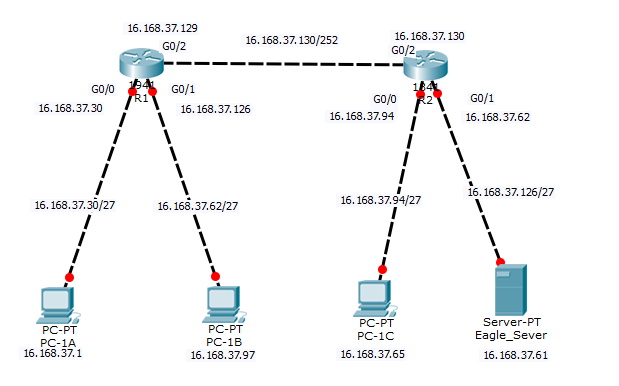 16.168.37.129
G0/2
16.168.37.130/252
16.168.37.130
G0/2
1941
R1
1841
R2
G0/0
G0/1
16.168.37.30
16.168.37.126
G0/0
G0/1
16.168.37.94
16.168.37.62
16.168.37.30/27
16.168.37.62/27
16.168.37.94/27
16.168.37.126/27
PC-PT
PC-1A
16.168.37.1
PC-PT
PC-1B
16.168.37.97
PC-PT
PC-1C
16.168.37.65
Server-PT
Eagle_Sever
16.168.37.61